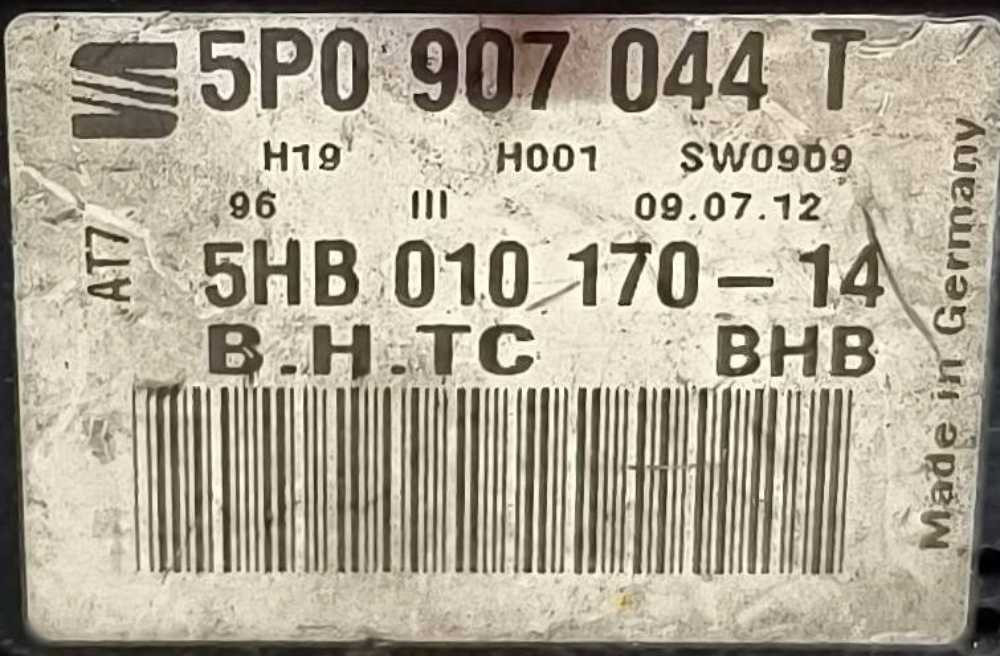 5P0 907 044 T
H19 H001 SW0909
96 III 09.07.12
AT7
5HB 010 170-14
B.H.TC BHB
Made in Germany